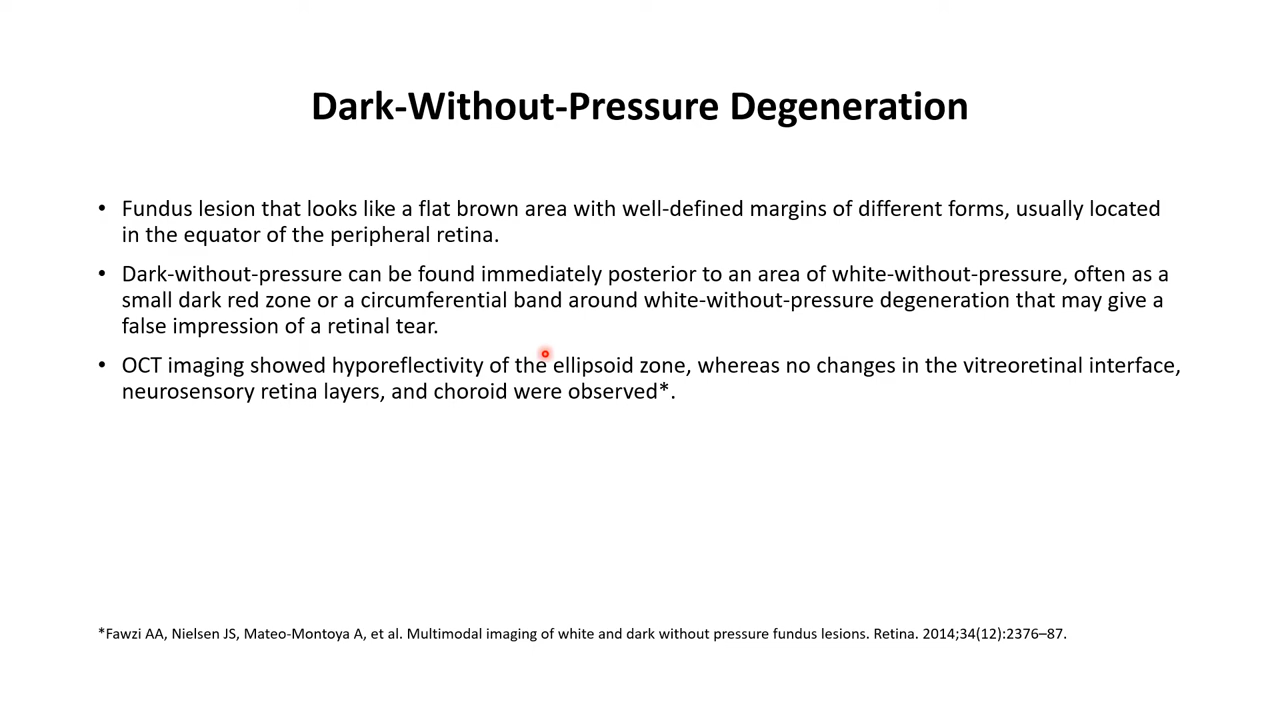 Dark-Without-Pressure Degeneration
• Fundus lesion that looks like a flat brown area with well-defined margins of different forms, usually located
in the equator of the peripheral retina.
• Dark-without-pressure can be found immediately posterior to an area of white-without-pressure, often as a
small dark red zone or a circumferential band around white-without-pressure degeneration that may give a
false impression of a retinal tear.
• OCT imaging showed hyporeflectivity of the ellipsoid zone, whereas no changes in the vitreoretinal interface,
neurosensory retina layers, and choroid were observed*.
*Fawzi AA, Nielsen JS, Mateo-Montoya A, et al. Multimodal imaging of white and dark without pressure fundus lesions. Retina. 2014;34(12):2376–87.